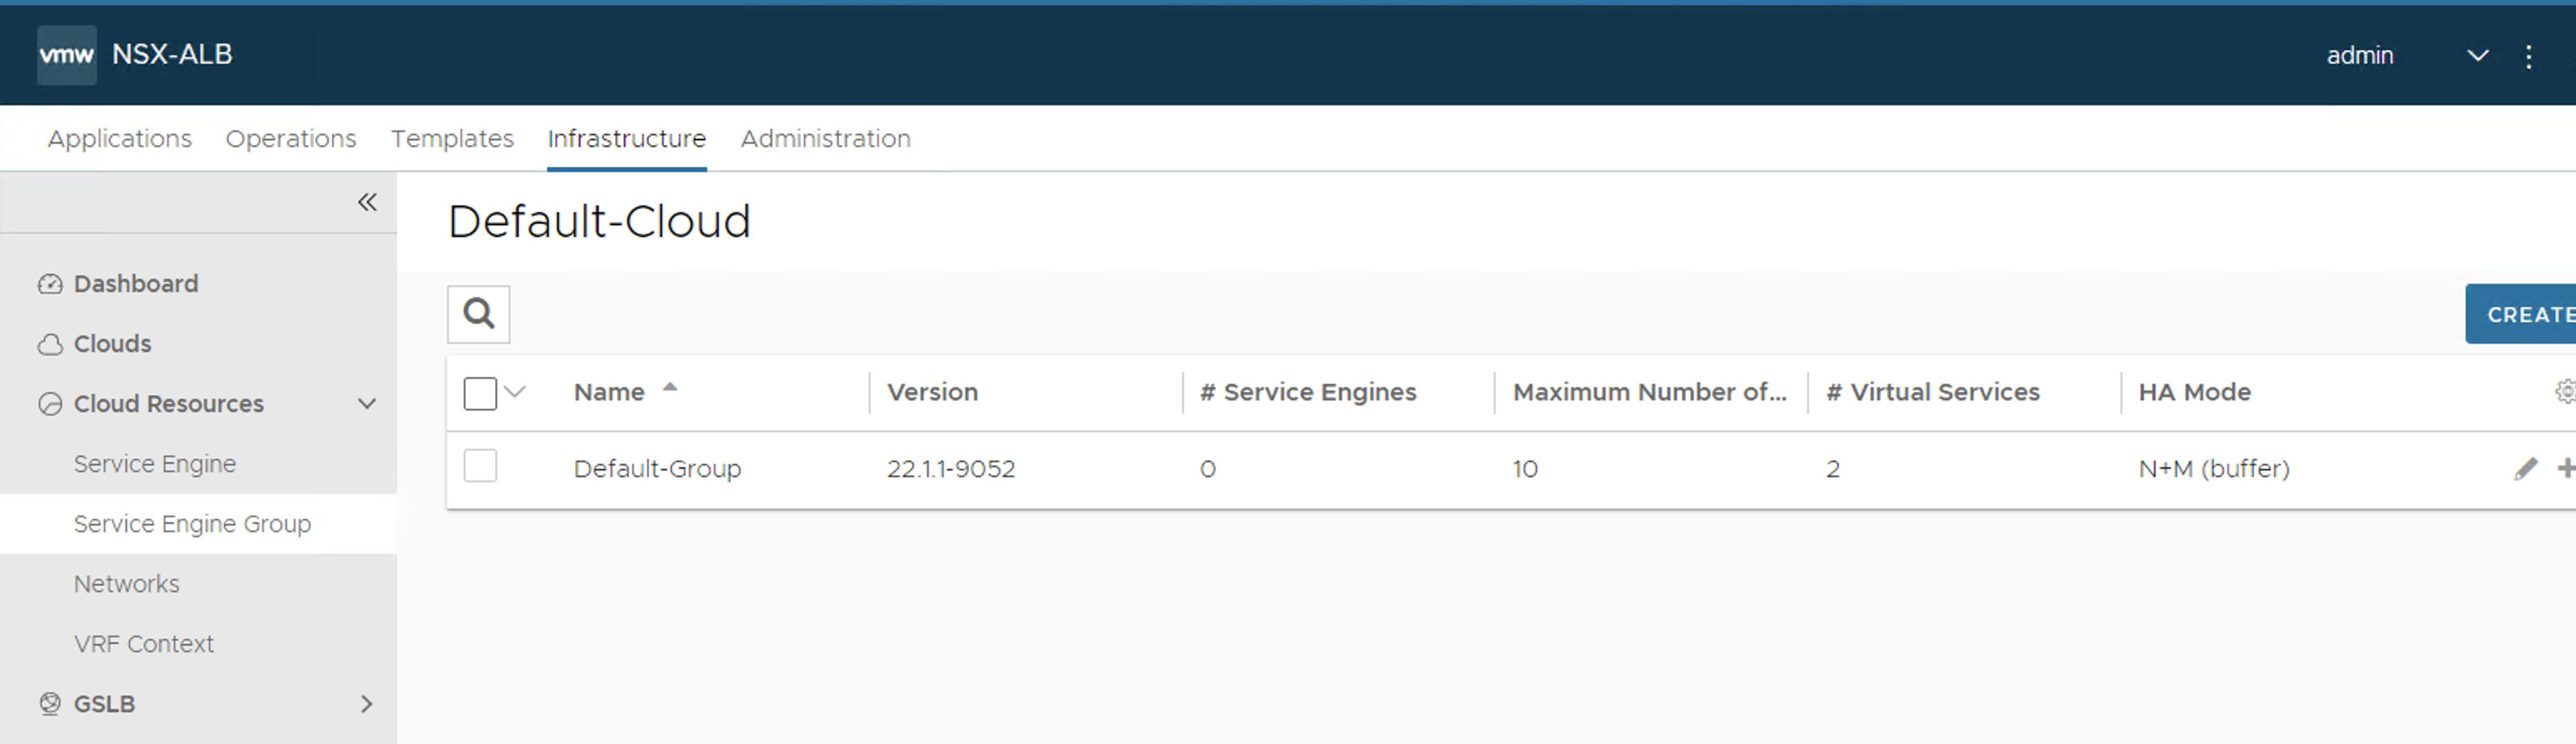 vmw NSX-ALB admin
Applications Operations Templates Infrastructure Administration
Default-Cloud
Dashboard
Clouds
Cloud Resources
Service Engine
Service Engine Group
Networks
VRF Context
GSLB
CREATE
Name Version # Service Engines Maximum Number of... # Virtual Services HA Mode
Default-Group 22.1.1-9052 0 10 2 N+M (buffer)